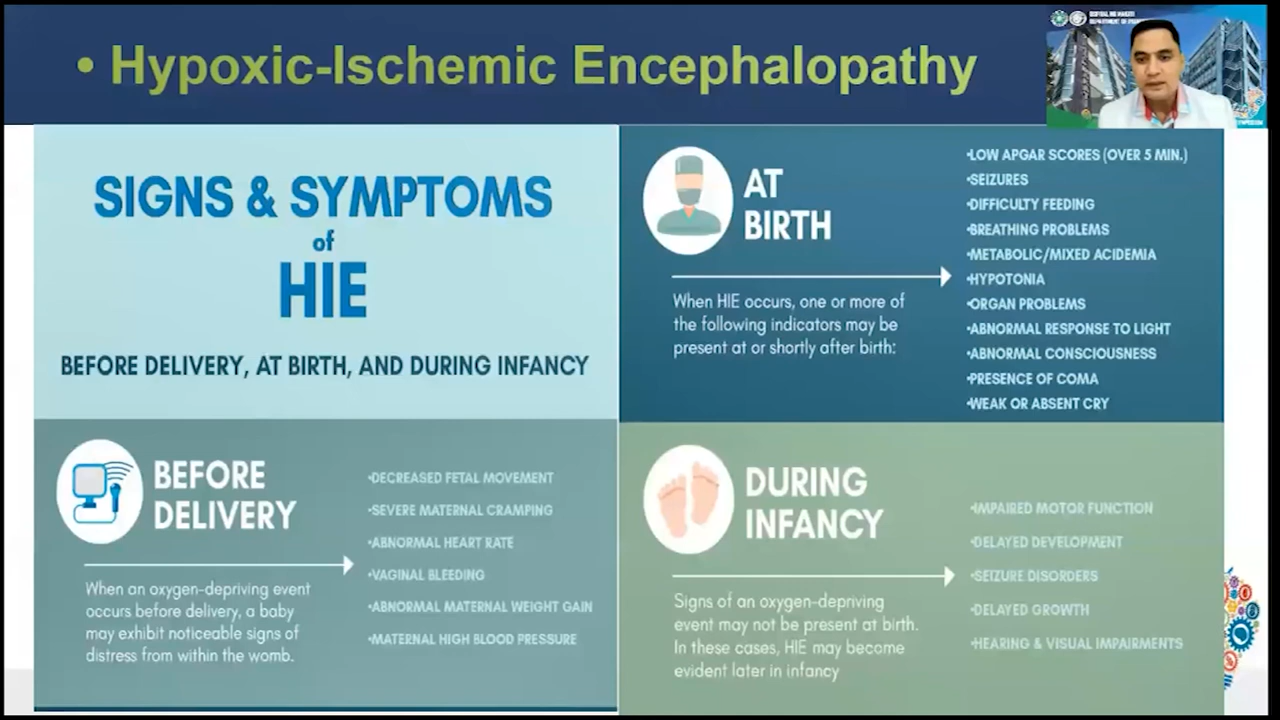 • Hypoxic-Ischemic Encephalopathy
SIGNS & SYMPTOMS
of
HIE
BEFORE DELIVERY, AT BIRTH, AND DURING INFANCY
AT
BIRTH
When HIE occurs, one or more of
the following indicators may be
present at or shortly after birth:
•LOW APGAR SCORES (OVER 5 MIN.)
•SEIZURES
•DIFFICULTY FEEDING
•BREATHING PROBLEMS
•METABOLIC/MIXED ACIDEMIA
•HYPOTONIA
•ORGAN PROBLEMS
•ABNORMAL RESPONSE TO LIGHT
•ABNORMAL CONSCIOUSNESS
•PRESENCE OF COMA
•WEAK OR ABSENT CRY
BEFORE
DELIVERY
When an oxygen-depriving event
occurs before delivery, a baby
may exhibit noticeable signs of
distress from within the womb.
•DECREASED FETAL MOVEMENT
•SEVERE MATERNAL CRAMPING
•ABNORMAL HEART RATE
•VAGINAL BLEEDING
•ABNORMAL MATERNAL WEIGHT GAIN
•MATERNAL HIGH BLOOD PRESSURE
DURING
INFANCY
Signs of an oxygen-depriving
event may not be present at birth.
In these cases, HIE may become
evident later in infancy
•IMPAIRED MOTOR FUNCTION
•DELAYED DEVELOPMENT
•SEIZURE DISORDERS
•DELAYED GROWTH
•HEARING & VISUAL IMPAIRMENTS